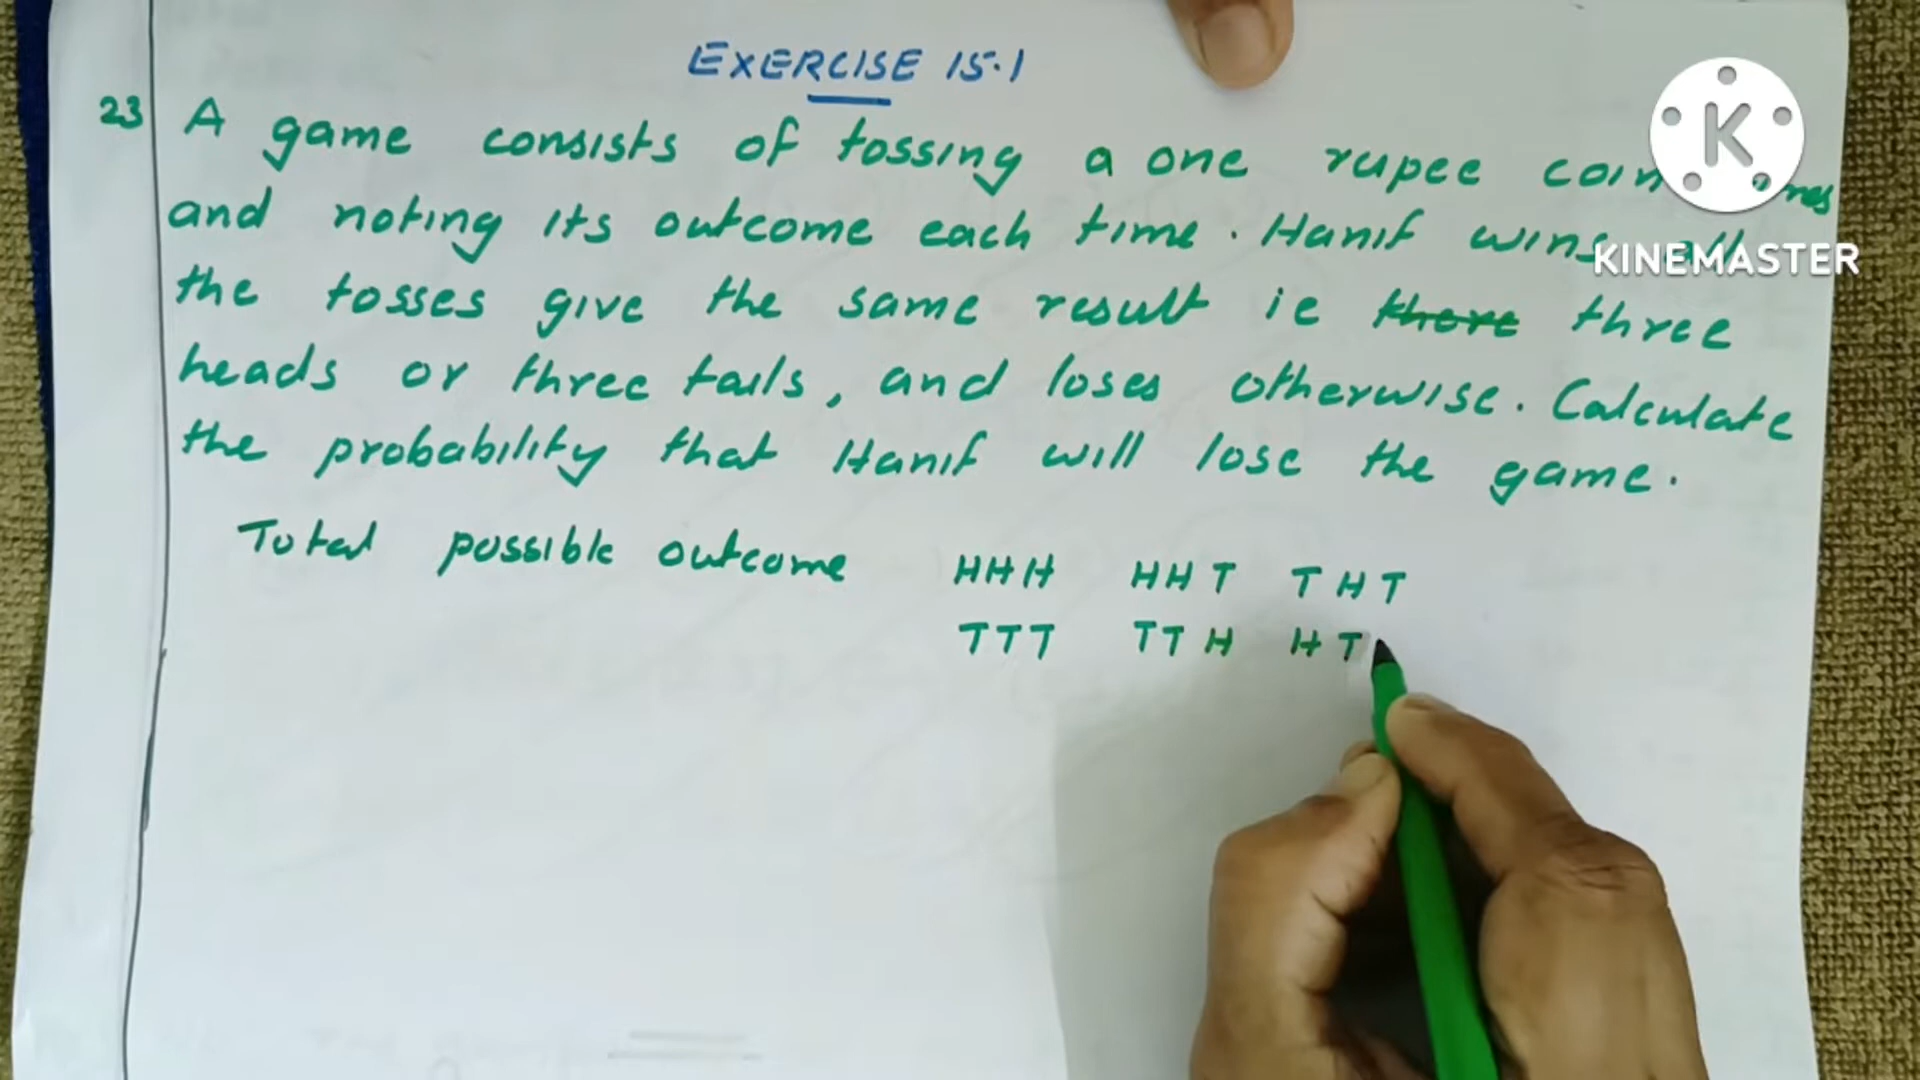 EXERCISE 15.1
23 A game consists of tossing a one rupee coin
and noting its outcome each time. Hanif wins all
the tosses give the same result ie there three
heads or three tails, and loses otherwise. Calculate
the probability that Hanif will lose the game.
Total possible outcome HHH HHT THT
TTT TTH HT
K
KINEMASTER